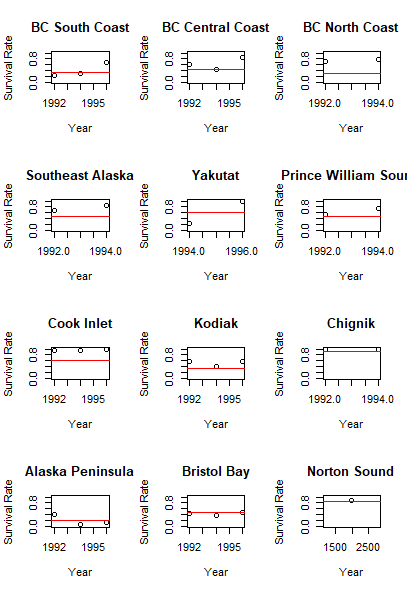 BC South Coast
BC Central Coast
BC North Coast
Survival Rate
0.0 0.8
1992 1995
Year
Survival Rate
0.0 0.8
1992 1995
Year
Survival Rate
0.0 0.8
1992.0 1994.0
Year
Southeast Alaska
Yakutat
Prince William Soun
Survival Rate
0.0 0.8
1992.0 1994.0
Year
Survival Rate
0.0 0.8
1994.0 1996.0
Year
Survival Rate
0.0 0.8
1992.0 1994.0
Year
Cook Inlet
Kodiak
Chignik
Survival Rate
0.0 0.8
1992 1995
Year
Survival Rate
0.0 0.8
1992 1995
Year
Survival Rate
0.0 0.8
1992.0 1994.0
Year
Alaska Peninsula
Bristol Bay
Norton Sound
Survival Rate
0.0 0.8
1992 1995
Year
Survival Rate
0.0 0.8
1992 1995
Year
Survival Rate
0.0 0.8
1500 2500
Year